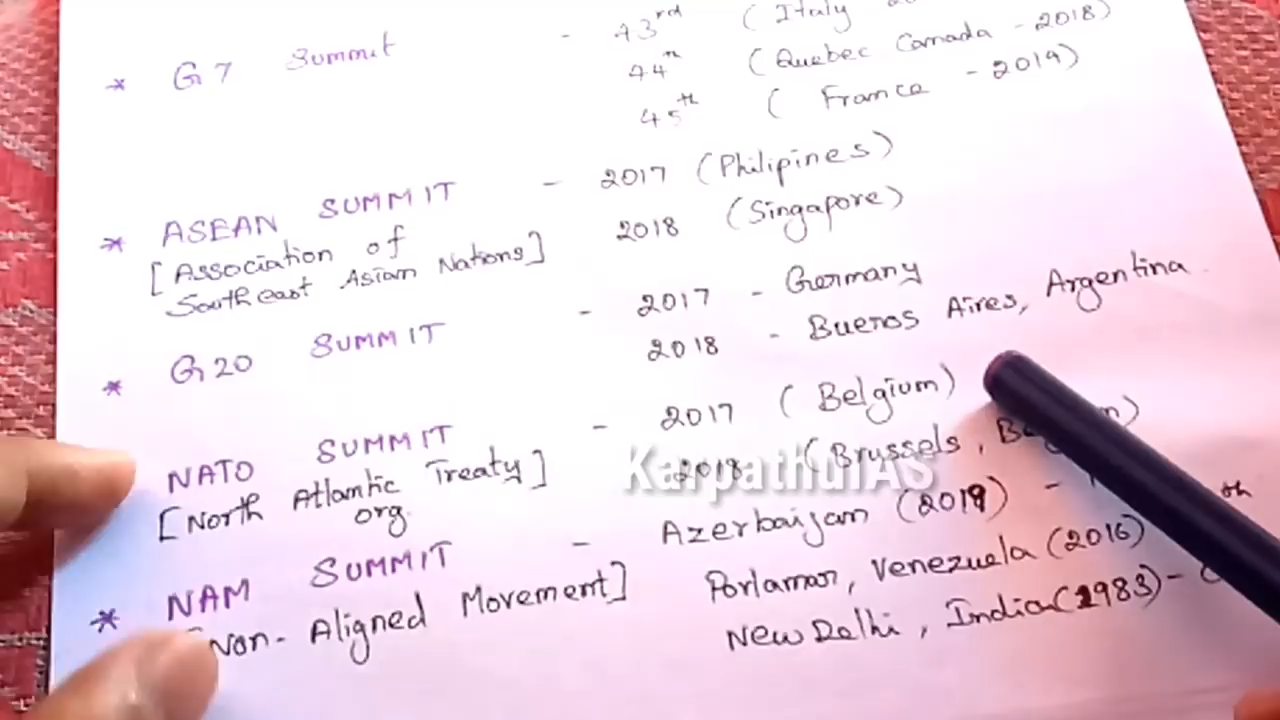 * G7 Summit - 43rd (Italy
44th (Quebec Canada - 2018)
45th (France - 2019)
* ASEAN SUMMIT - 2017 (Philipines)
[Association of 2018 (Singapore)
Southeast Asian Nations]
* G20 SUMMIT - 2017 - Germany
2018 - Buenos Aires, Argentina
NATO SUMMIT - 2017 (Belgium)
[North Atlantic Treaty] 2018 (Brussels,
org.
KarpathuIAS
* NAM SUMMIT - Azerbaijan (2019) -
[Non-Aligned Movement] Porlamar, Venezuela (2016)
New Delhi, India (1983) -